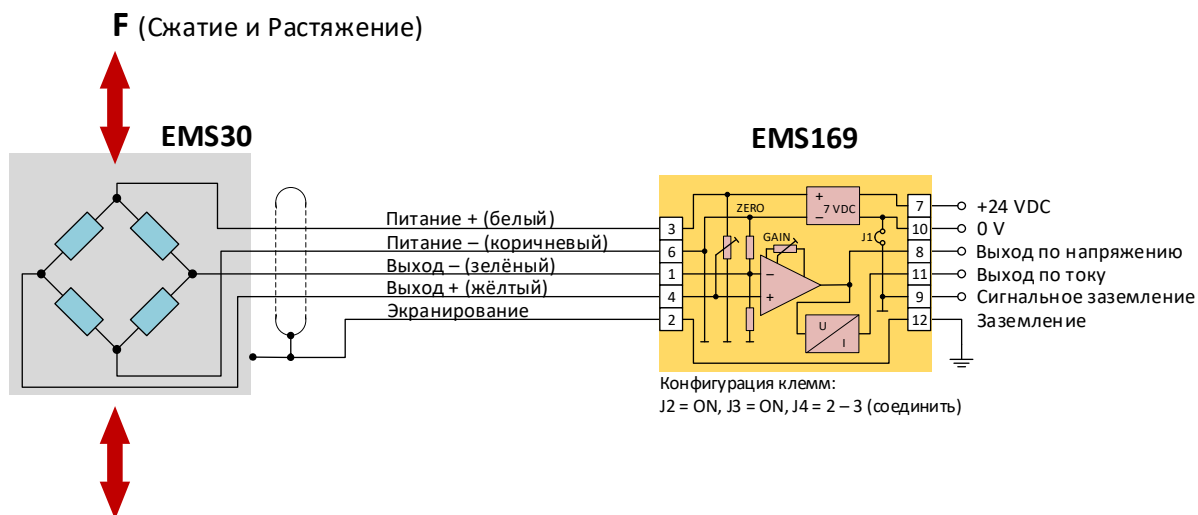 F (Сжатие и Растяжение)
EMS30
EMS169
Питание + (белый)
Питание – (коричневый)
Выход – (зелёный)
Выход + (жёлтый)
Экранирование
3
6
1
4
2
ZERO
GAIN
+
–
7 VDC
J1
–
+
U
I
7
10
8
11
9
12
+24 VDC
0 V
Выход по напряжению
Выход по току
Сигнальное заземление
Заземление
Конфигурация клемм:
J2 = ON, J3 = ON, J4 = 2 – 3 (соединить)